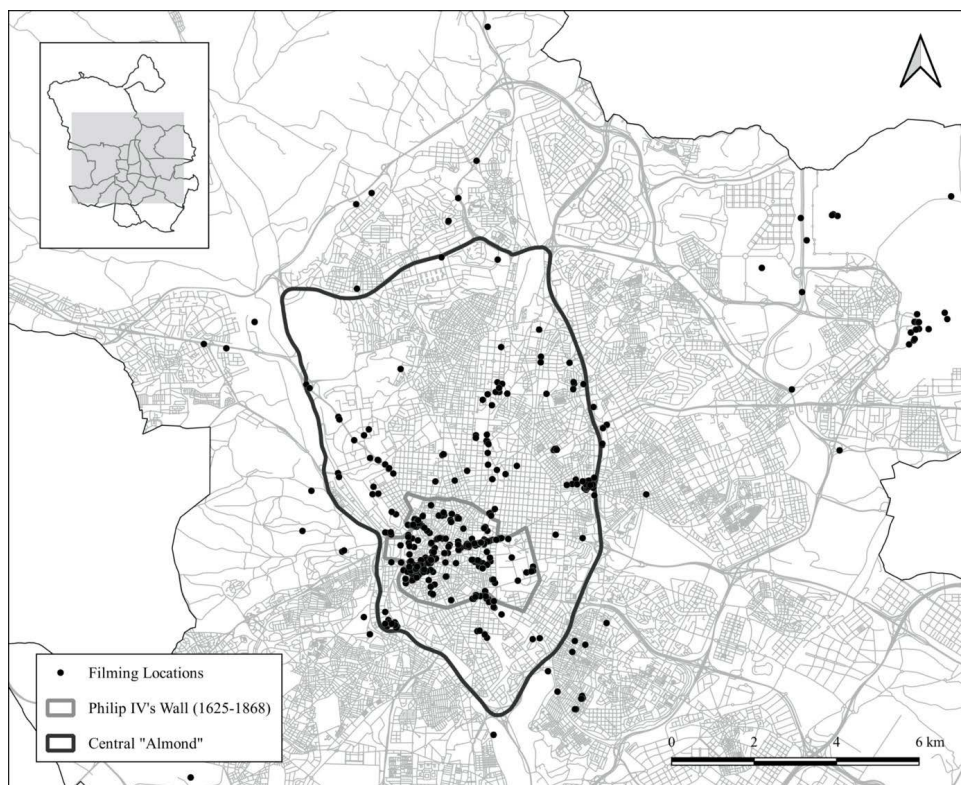 Filming Locations
Philip IV's Wall (1625-1868)
Central "Almond"
0 2 4 6 km